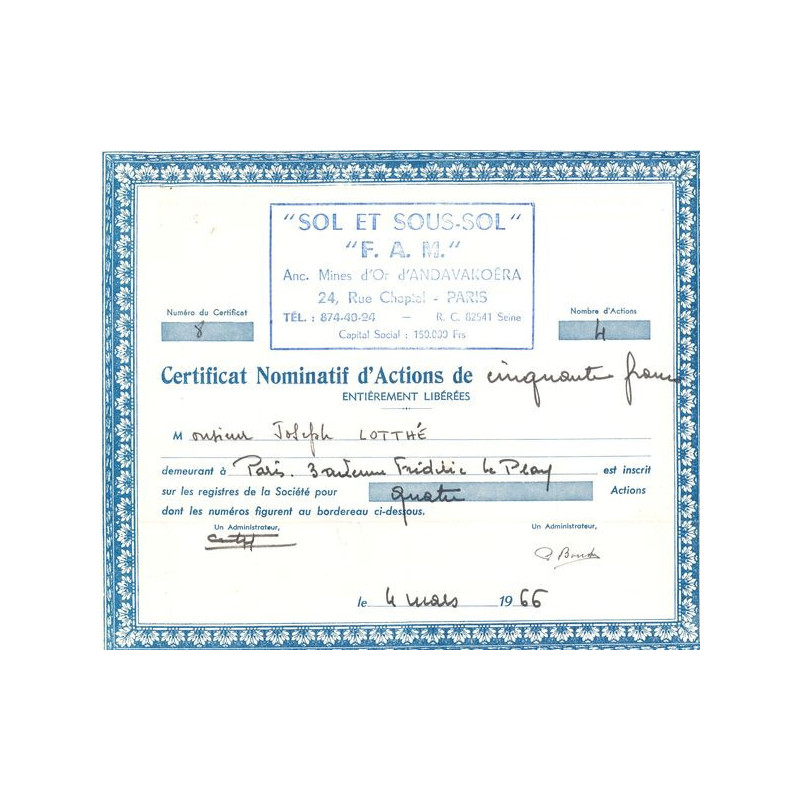 "SOL ET SOUS-SOL"
"F. A. M."
Anc. Mines d'Or d'ANDAVAKOËRA
24, Rue Chaptal - PARIS
TÉL. : 874-40-24 — R. C. 82541 Seine
Capital Social : 150.000 Frs
Numéro du Certificat
8
Nombre d'Actions
4
Certificat Nominatif d'Actions de cinquante francs
ENTIÈREMENT LIBÉRÉES
Monsieur Joseph LOTTHÉ
demeurant à Paris. 3 avenue Frédéric Le Play est inscrit
sur les registres de la Société pour quatre Actions
dont les numéros figurent au bordereau ci-dessous.
Un Administrateur,
Un Administrateur,
le 4 mars 1966